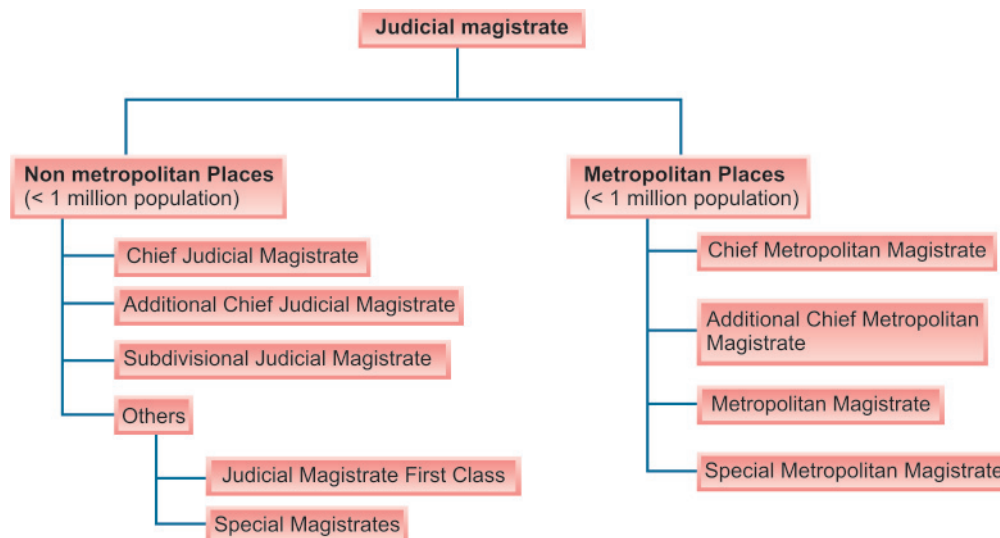 Judicial magistrate
Non metropolitan Places
(< 1 million population)
Chief Judicial Magistrate
Additional Chief Judicial Magistrate
Subdivisional Judicial Magistrate
Others
Judicial Magistrate First Class
Special Magistrates
Metropolitan Places
(< 1 million population)
Chief Metropolitan Magistrate
Additional Chief Metropolitan
Magistrate
Metropolitan Magistrate
Special Metropolitan Magistrate